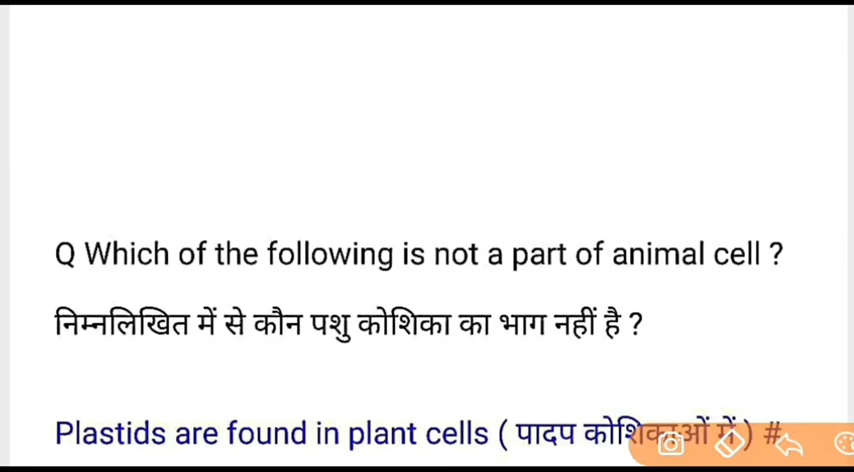 Q Which of the following is not a part of animal cell ?
निम्नलिखित में से कौन पशु कोशिका का भाग नहीं है ?
Plastids are found in plant cells ( पादप कोशिकाओं में ) #